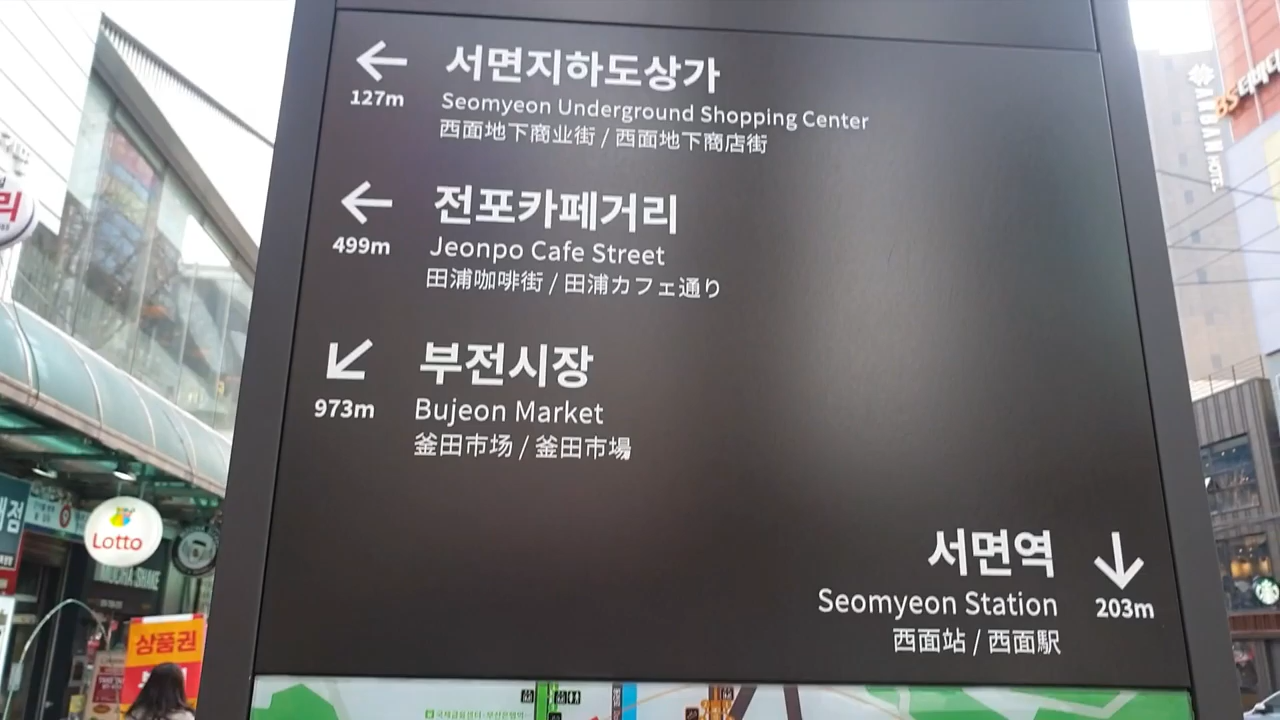 ←
서면지하도상가
127m
Seomyeon Underground Shopping Center
西面地下商业街 / 西面地下商店街
←
전포카페거리
499m
Jeonpo Cafe Street
田浦咖啡街 / 田浦カフェ通り
↙
부전시장
973m
Bujeon Market
釜田市场 / 釜田市場
서면역
↓
Seomyeon Station
203m
西面站 / 西面駅
Lotto
상품권
ARBAN HOTEL